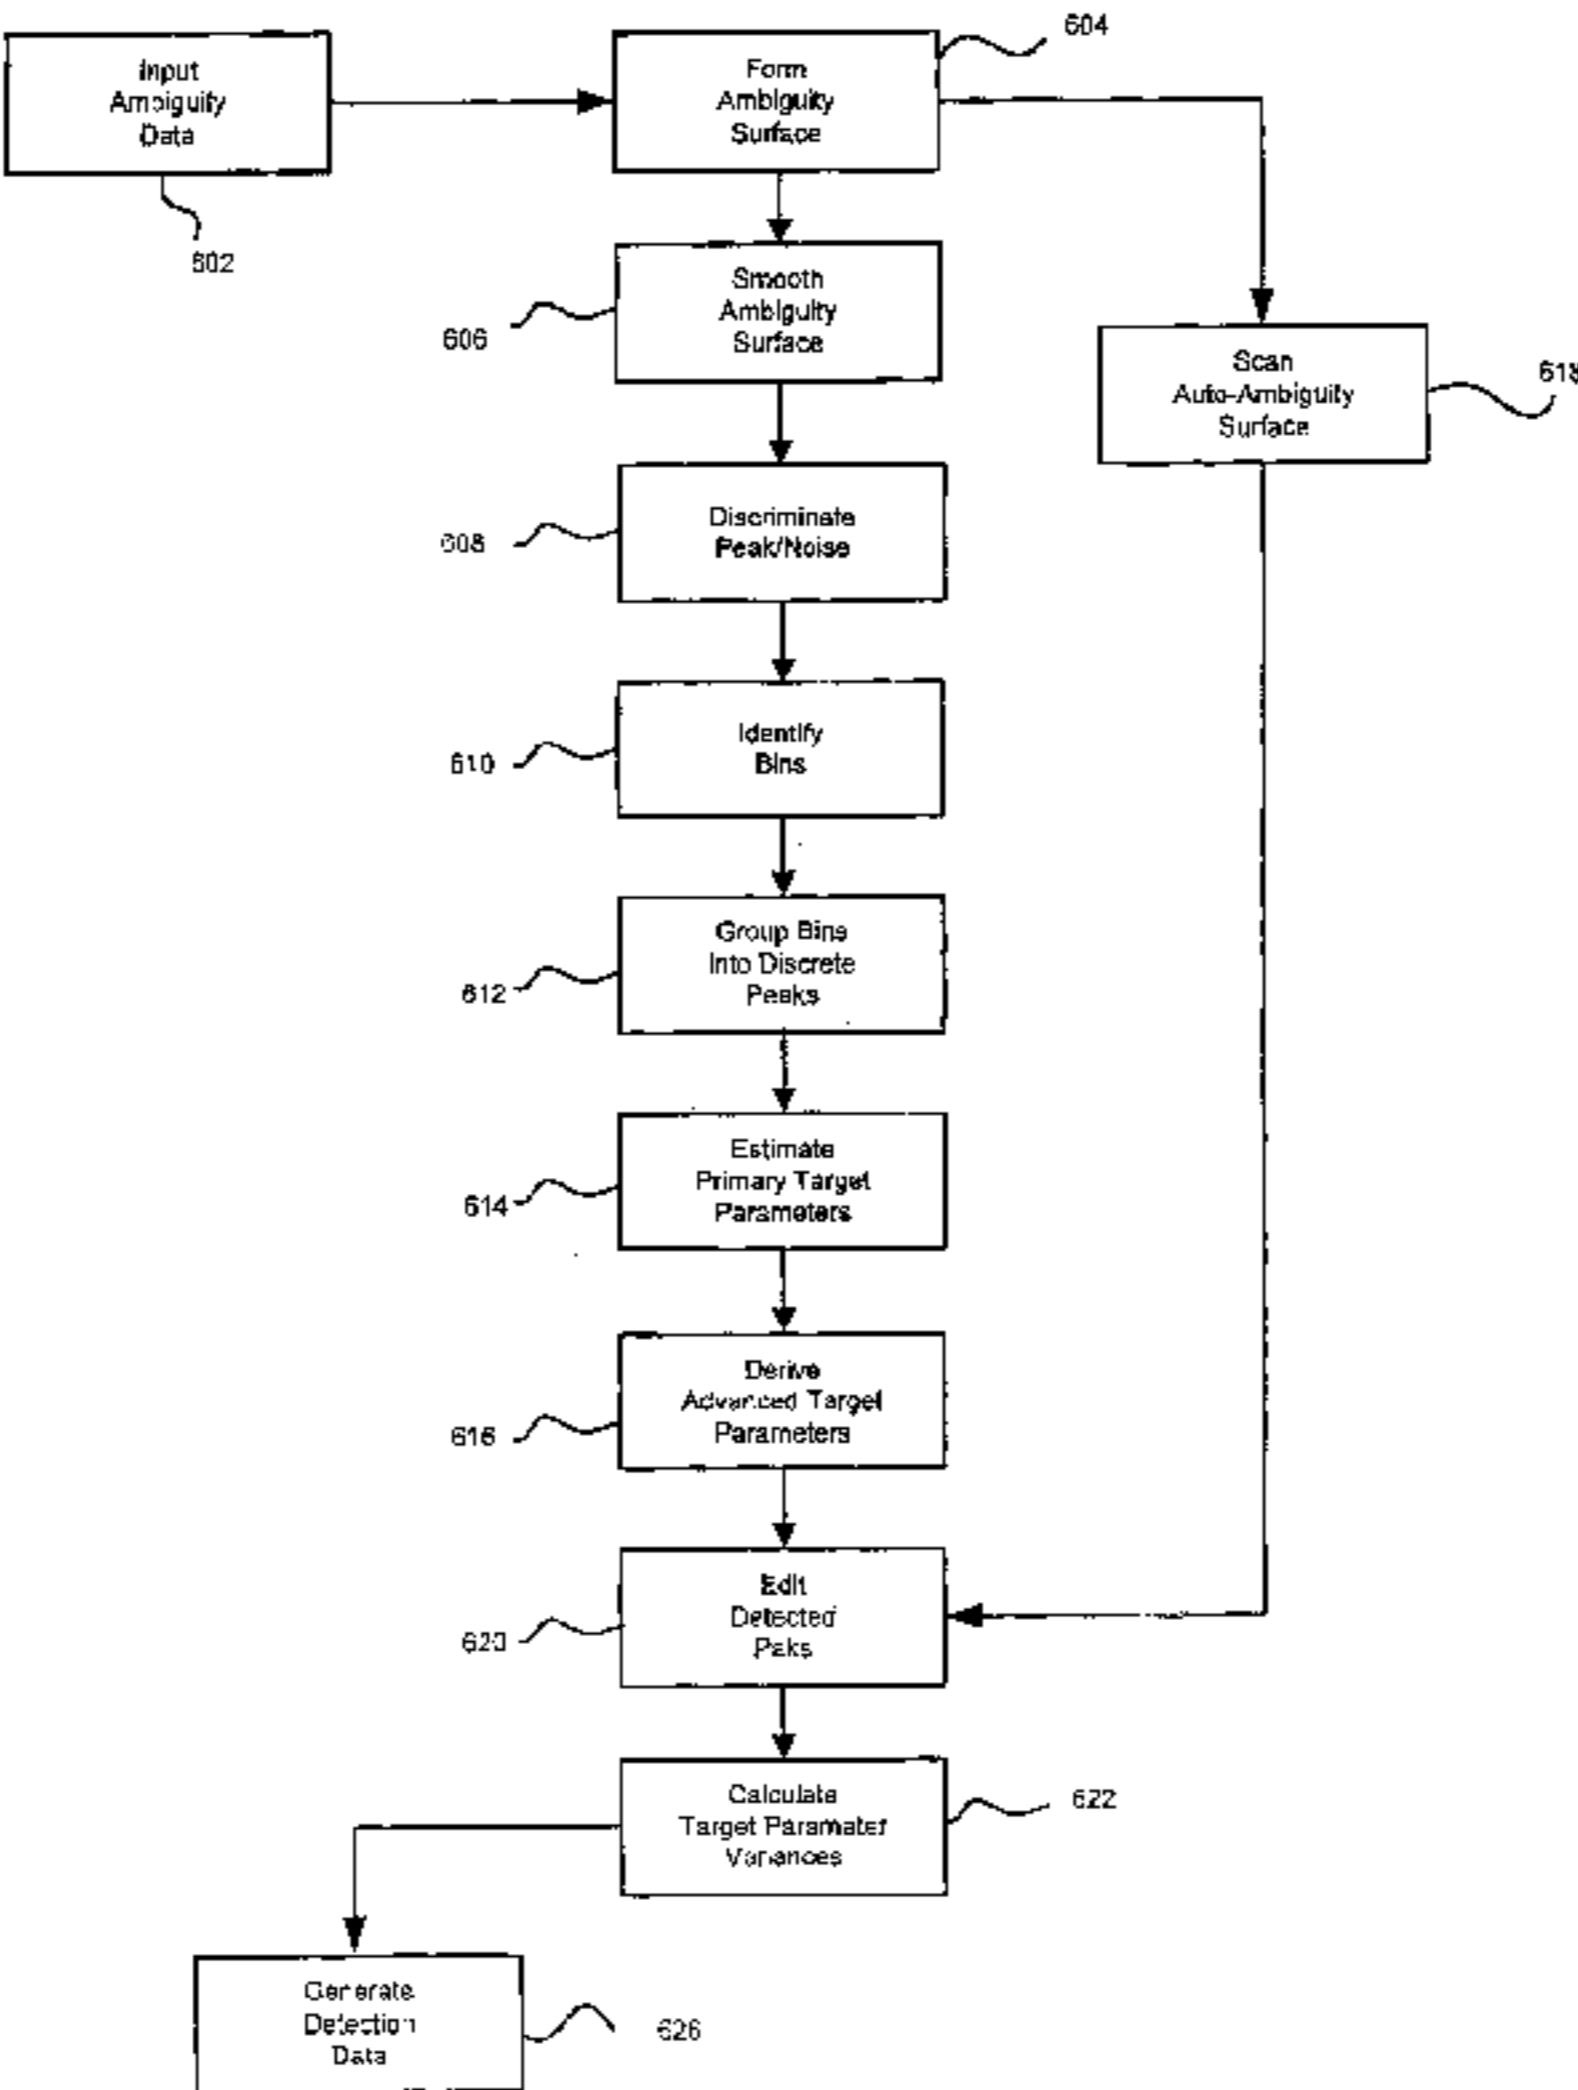 Input
Ambiguity
Data
602
Form
Ambiguity
Surface
604
Smooth
Ambiguity
Surface
606
Scan
Auto-Ambiguity
Surface
618
Discriminate
Peak/Noise
608
Identify
Bins
610
Group Bins
Into Discrete
Peaks
612
Estimate
Primary Target
Parameters
614
Derive
Advanced Target
Parameters
616
Edit
Detected
Paks
620
Calculate
Target Parameter
Variances
622
Generate
Detection
Data
626